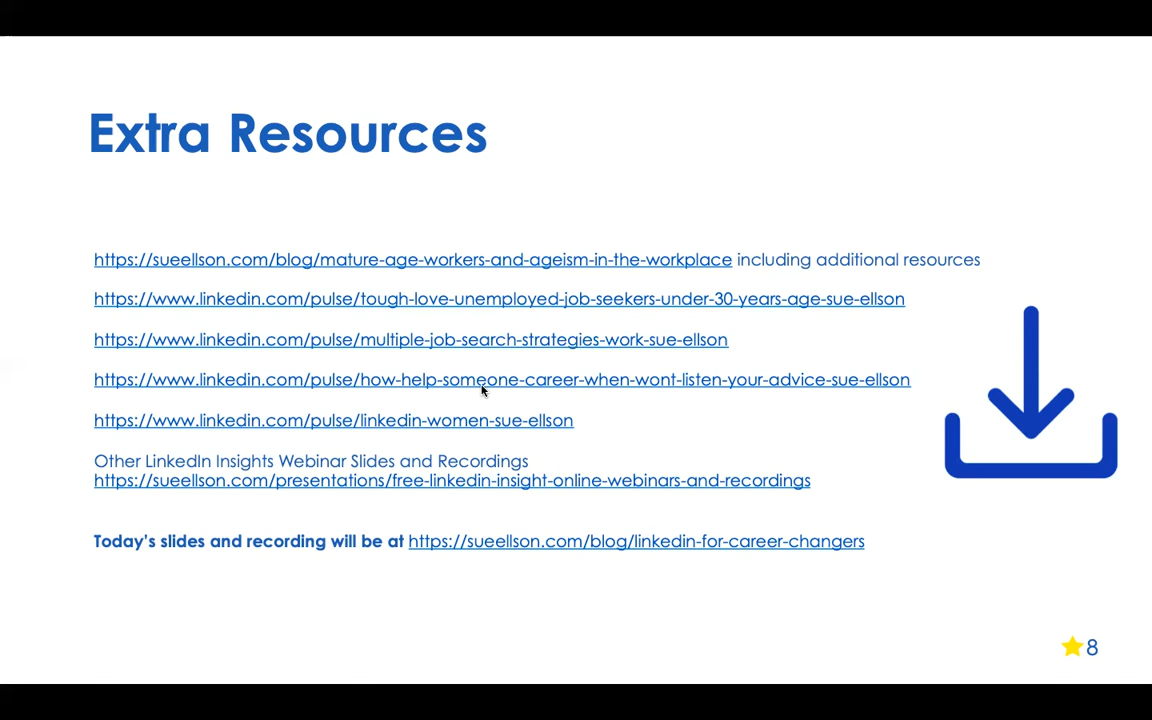 Extra Resources
https://sueellson.com/blog/mature-age-workers-and-ageism-in-the-workplace including additional resources
https://www.linkedin.com/pulse/tough-love-unemployed-job-seekers-under-30-years-age-sue-ellson
https://www.linkedin.com/pulse/multiple-job-search-strategies-work-sue-ellson
https://www.linkedin.com/pulse/how-help-someone-career-when-wont-listen-your-advice-sue-ellson
https://www.linkedin.com/pulse/linkedin-women-sue-ellson
Other LinkedIn Insights Webinar Slides and Recordings
https://sueellson.com/presentations/free-linkedin-insight-online-webinars-and-recordings
Today's slides and recording will be at https://sueellson.com/blog/linkedin-for-career-changers
8